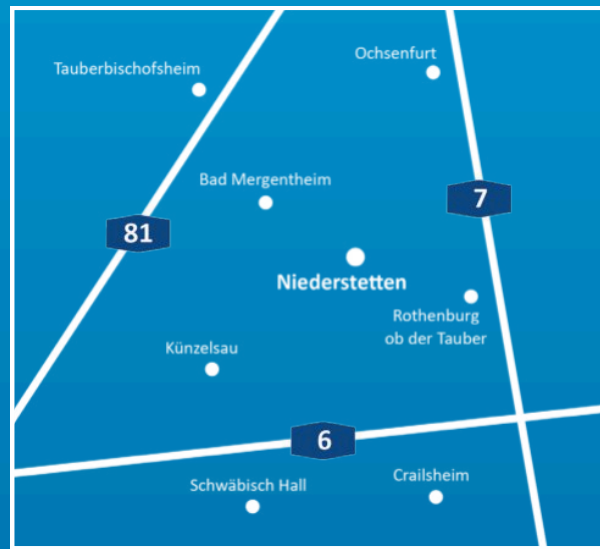 Ochsenfurt
Tauberbischofsheim
Bad Mergentheim
7
81
Niederstetten
Rothenburg
ob der Tauber
Künzelsau
6
Crailsheim
Schwäbisch Hall